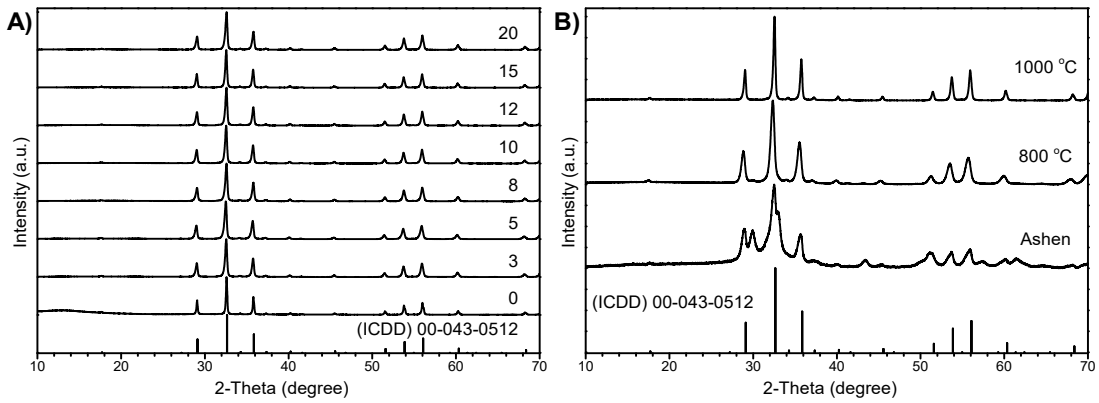 A)
20
15
12
10
8
5
3
0
(ICDD) 00-043-0512
Intensity (a.u.)
10 20 30 40 50 60 70
2-Theta (degree)
B)
1000 °C
800 °C
Ashen
(ICDD) 00-043-0512
Intensity (a.u.)
10 20 30 40 50 60 70
2-Theta (degree)